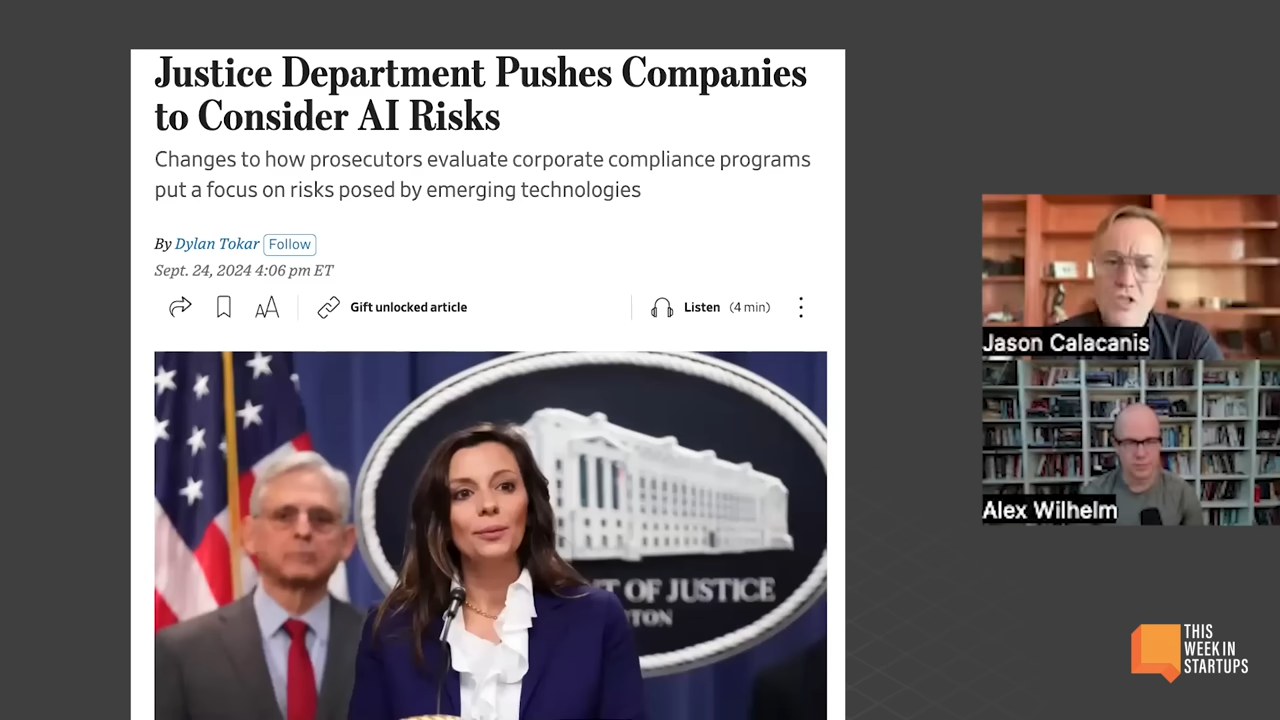 Justice Department Pushes Companies
to Consider AI Risks
Changes to how prosecutors evaluate corporate compliance programs
put a focus on risks posed by emerging technologies
By Dylan Tokar Follow
Sept. 24, 2024 4:06 pm ET
AA Gift unlocked article Listen (4 min)
T OF JUSTICE
TON
Jason Calacanis
Alex Wilhelm
THIS
WEEK IN
STARTUPS